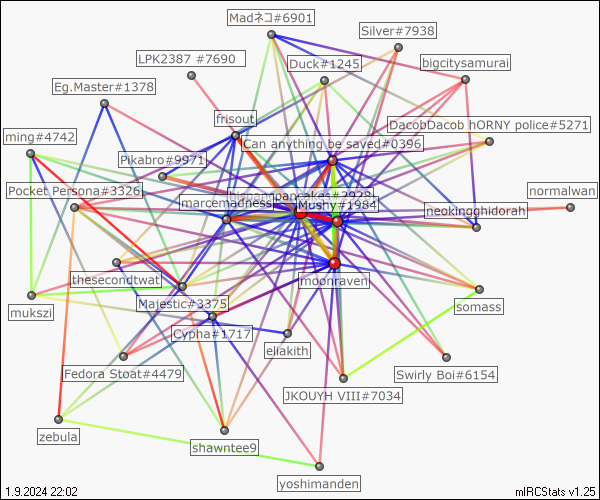 Madネコ#6901
Silver#7938
LPK2387 #7690
Duck#1245
bigcitysamurai
Eg.Master#1378
frisout
DacobDacob hORNY police#5271
ming#4742
Can anything be saved#0396
Pikabro#9971
Pocket Persona#3326
normalwan
marcemadness
Mushy#1984
neokingghidorah
thesecondtwat
moonraven
Majestic#3375
somass
mukszi
Cypha#1717
eliakith
Fedora Stoat#4479
Swirly Boi#6154
JKOUYH VIII#7034
zebula
shawntee9
yoshimanden
1.9.2024 22:02
mIRCStats v1.25